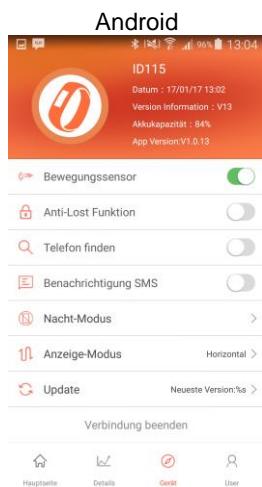 Android
96% 13:04
ID115
Datum : 17/01/17 13:02
Version Information : V13
Akkukapazität : 84%
App Version:V1.0.13
Bewegungssensor
Anti-Lost Funktion
Telefon finden
Benachrichtigung SMS
Nacht-Modus
Anzeige-Modus Horizontal
Update Neueste Version:%s
Verbindung beenden
Hauptseite Details Gerät User